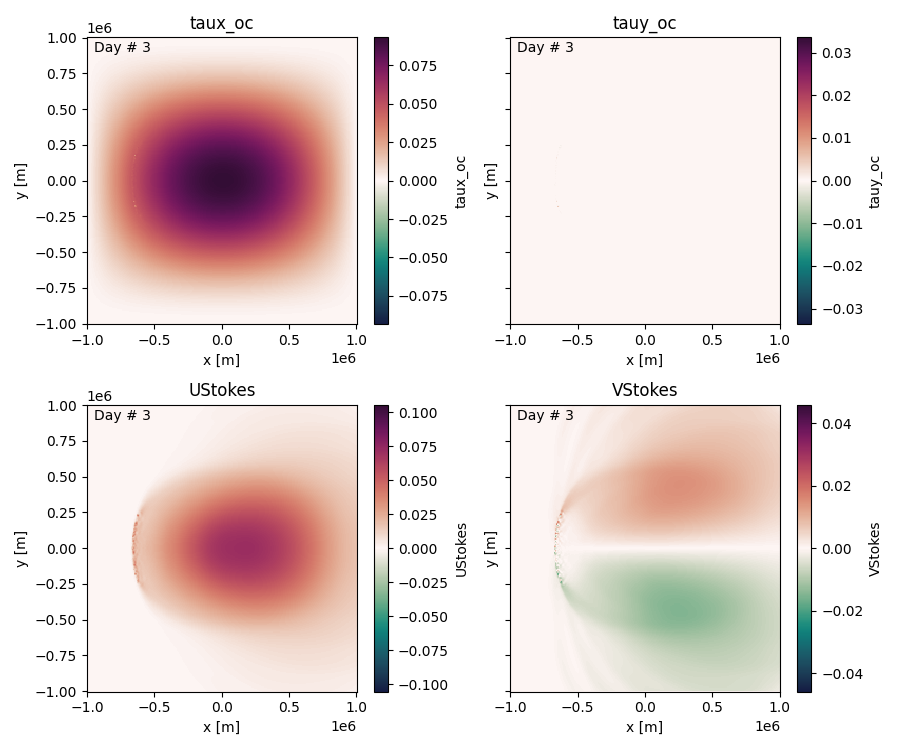 taux_oc
1e6
Day # 3
1.00
0.75
0.50
0.25
0.00
−0.25
−0.50
−0.75
−1.00
y [m]
−1.0
−0.5
0.0
0.5
1.0
1e6
x [m]
0.075
0.050
0.025
0.000
−0.025
−0.050
−0.075
taux_oc
tauy_oc
Day # 3
y [m]
−1.0
−0.5
0.0
0.5
1.0
1e6
x [m]
0.03
0.02
0.01
0.00
−0.01
−0.02
−0.03
tauy_oc
UStokes
1e6
Day # 3
1.00
0.75
0.50
0.25
0.00
−0.25
−0.50
−0.75
−1.00
y [m]
−1.0
−0.5
0.0
0.5
1.0
1e6
x [m]
0.100
0.075
0.050
0.025
0.000
−0.025
−0.050
−0.075
−0.100
UStokes
VStokes
Day # 3
y [m]
−1.0
−0.5
0.0
0.5
1.0
1e6
x [m]
0.04
0.02
0.00
−0.02
−0.04
VStokes